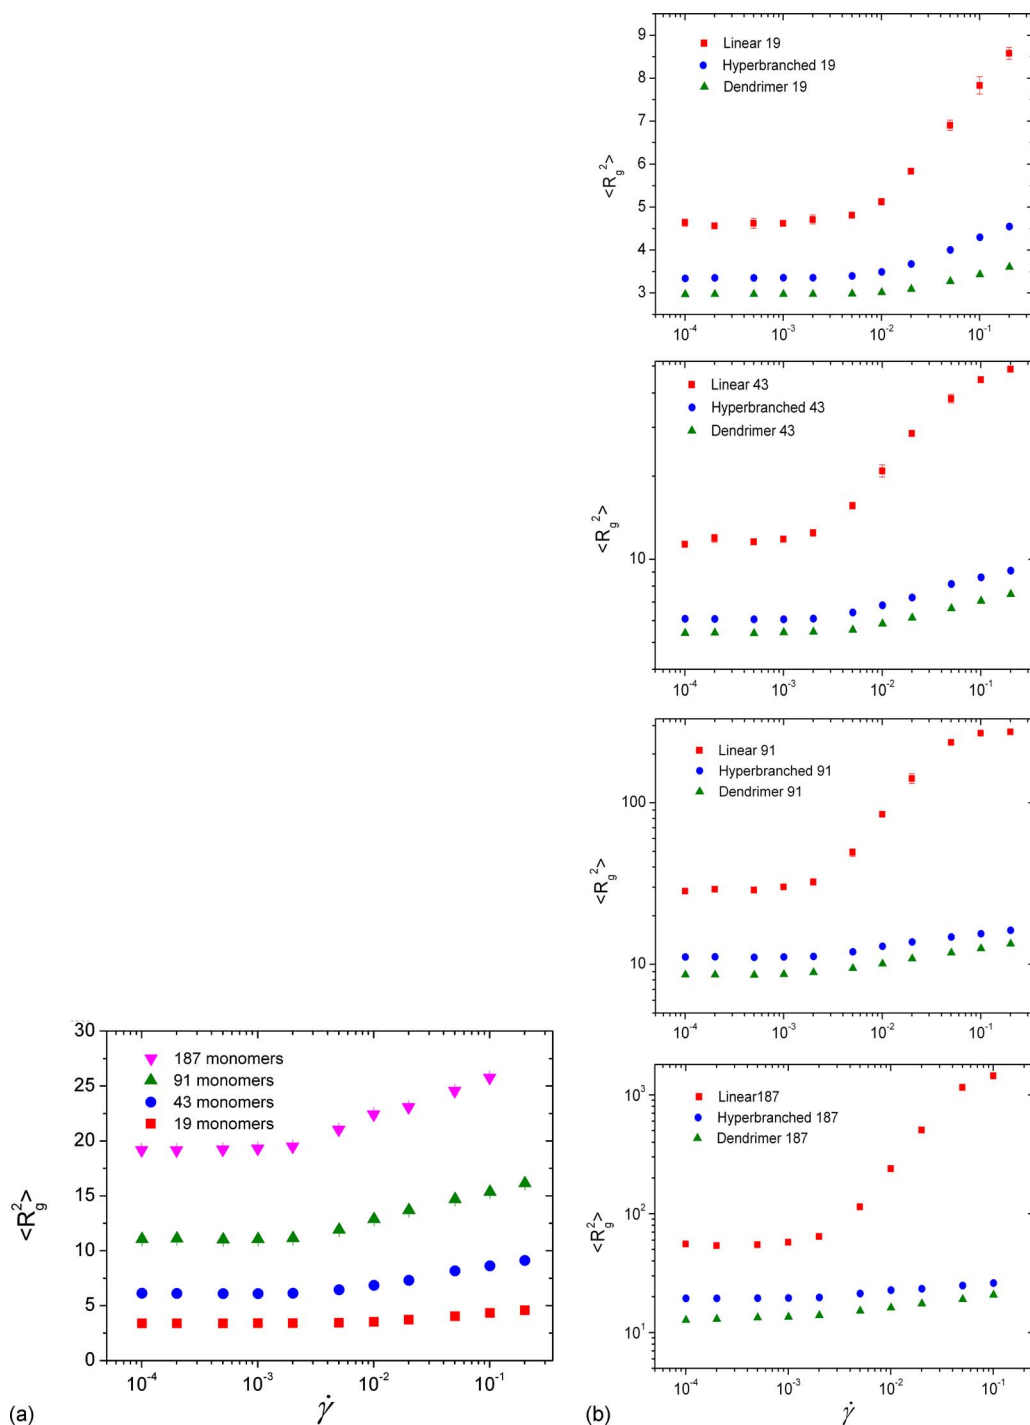 9
8
7
6
5
4
3
<R_g^2>
Linear 19
Hyperbranched 19
Dendrimer 19
10^-4 10^-3 10^-2 10^-1
Linear 43
Hyperbranched 43
Dendrimer 43
<R_g^2>
10
10^-4 10^-3 10^-2 10^-1
Linear 91
Hyperbranched 91
Dendrimer 91
100
<R_g^2>
10
10^-4 10^-3 10^-2 10^-1
30
25
20
15
10
5
0
<R_g^2>
187 monomers
91 monomers
43 monomers
19 monomers
10^-4 10^-3 10^-2 10^-1
γ̇
(a)
10^3
10^2
10^1
<R_g^2>
Linear187
Hyperbranched 187
Dendrimer 187
10^-4 10^-3 10^-2 10^-1
γ̇
(b)